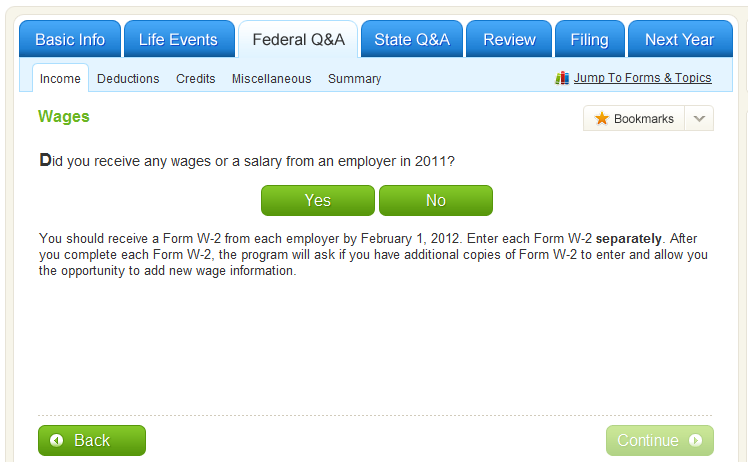 Basic Info Life Events Federal Q&A State Q&A Review Filing Next Year
Income Deductions Credits Miscellaneous Summary Jump To Forms & Topics
Wages Bookmarks
Did you receive any wages or a salary from an employer in 2011?
Yes No
You should receive a Form W-2 from each employer by February 1, 2012. Enter each Form W-2 separately. After
you complete each Form W-2, the program will ask if you have additional copies of Form W-2 to enter and allow you
the opportunity to add new wage information.
Back Continue